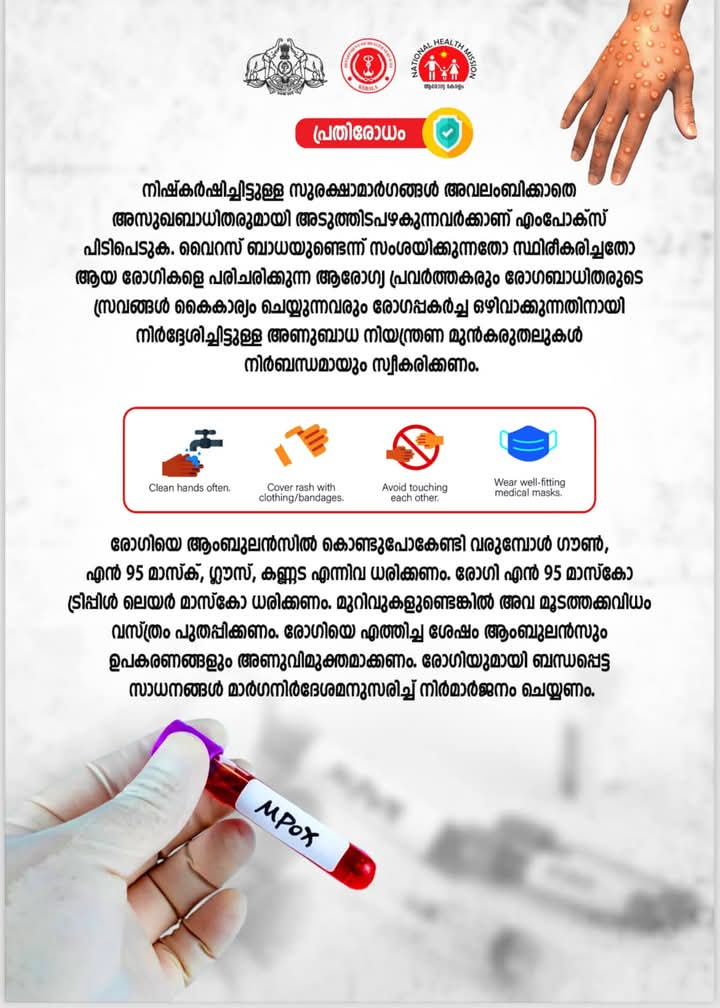 NATIONAL HEALTH MISSION
ആരോഗ്യ കേരളം
KERALA
പ്രതിരോധം
നിഷ്കർഷിച്ചിട്ടുള്ള സുരക്ഷാമാർഗങ്ങൾ അവലംബിക്കാതെ
അസുഖബാധിതരുമായി അടുത്തിടപഴകുന്നവർക്കാണ് എംപോക്സ്
പിടിപെടുക. വൈറസ് ബാധയുണ്ടെന്ന് സംശയിക്കുന്നതോ സ്ഥിരീകരിച്ചതോ
ആയ രോഗികളെ പരിചരിക്കുന്ന ആരോഗ്യ പ്രവർത്തകരും രോഗബാധിതരുടെ
സ്രവങ്ങൾ കൈകാര്യം ചെയ്യുന്നവരും രോഗപ്പകർച്ച ഒഴിവാക്കുന്നതിനായി
നിർദ്ദേശിച്ചിട്ടുള്ള അണുബാധ നിയന്ത്രണ മുൻകരുതലുകൾ
നിർബന്ധമായും സ്വീകരിക്കണം.
Clean hands often.
Cover rash with
clothing/bandages.
Avoid touching
each other.
Wear well-fitting
medical masks.
രോഗിയെ ആംബുലൻസിൽ കൊണ്ടുപോകേണ്ടി വരുമ്പോൾ ഗൗൺ,
എൻ 95 മാസ്ക്, ഗ്ലൗസ്, കണ്ണട എന്നിവ ധരിക്കണം. രോഗി എൻ 95 മാസ്കോ
ട്രിപ്പിൾ ലെയർ മാസ്കോ ധരിക്കണം. മുറിവുകളുണ്ടെങ്കിൽ അവ മൂടത്തക്കവിധം
വസ്ത്രം പുതപ്പിക്കണം. രോഗിയെ എത്തിച്ച ശേഷം ആംബുലൻസും
ഉപകരണങ്ങളും അണുവിമുക്തമാക്കണം. രോഗിയുമായി ബന്ധപ്പെട്ട
സാധനങ്ങൾ മാർഗനിർദേശമനുസരിച്ച് നിർമാർജനം ചെയ്യണം.
MPOX